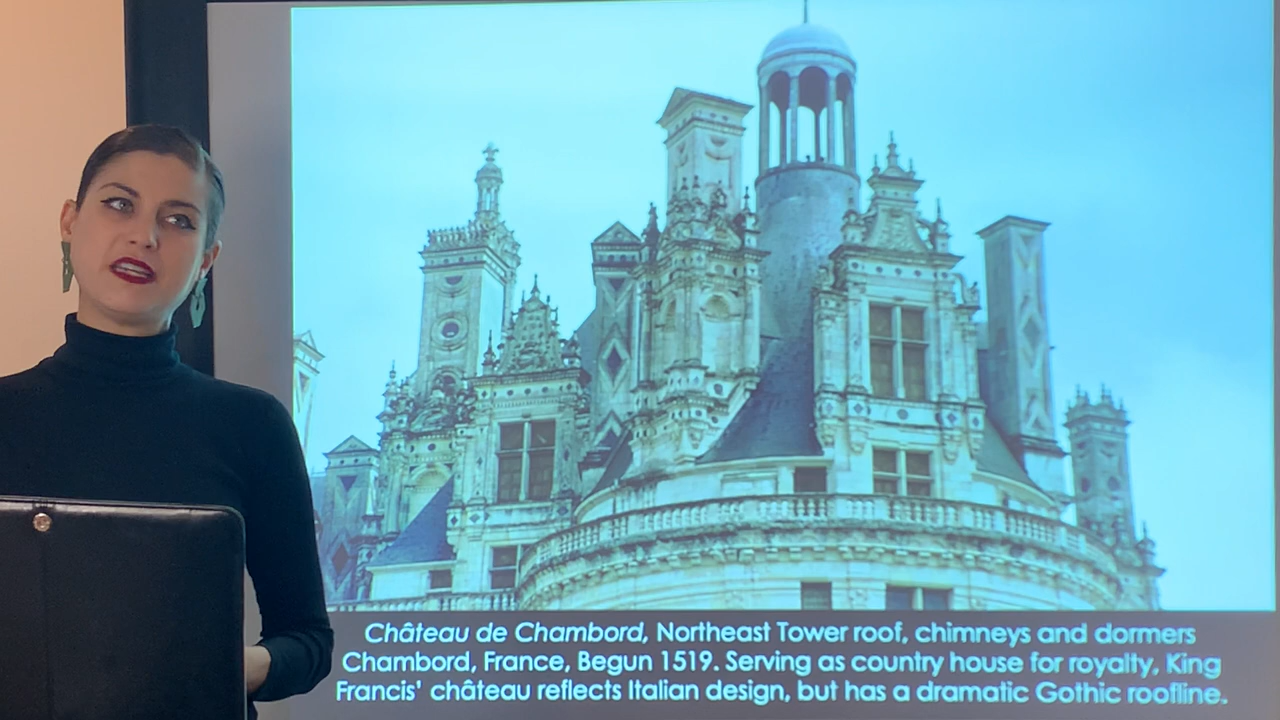 Château de Chambord, Northeast Tower roof, chimneys and dormers
Chambord, France, Begun 1519. Serving as country house for royalty, King
Francis’ château reflects Italian design, but has a dramatic Gothic roofline.